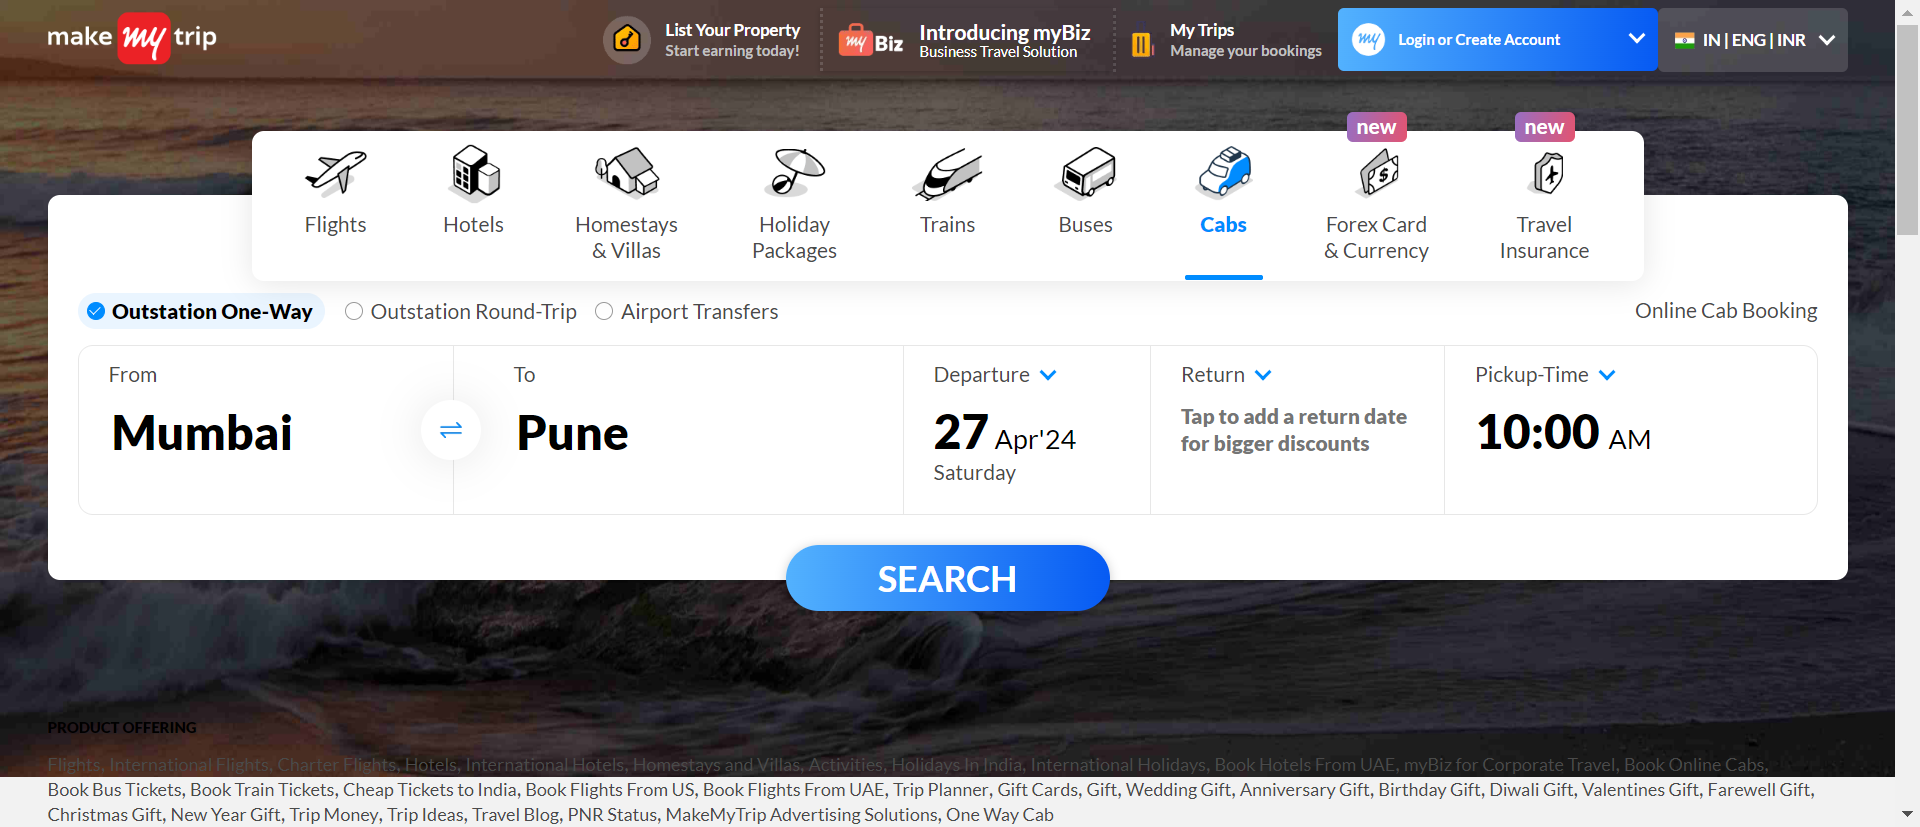 make my trip
List Your Property
Start earning today!
my Biz
Introducing myBiz
Business Travel Solution
My Trips
Manage your bookings
my
Login or Create Account
IN | ENG | INR
new
new
Flights
Hotels
Homestays
& Villas
Holiday
Packages
Trains
Buses
Cabs
Forex Card
& Currency
Travel
Insurance
Outstation One-Way
Outstation Round-Trip
Airport Transfers
Online Cab Booking
From
Mumbai
To
Pune
Departure
27 Apr'24
Saturday
Return
Tap to add a return date
for bigger discounts
Pickup-Time
10:00 AM
SEARCH
PRODUCT OFFERING
Flights, International Flights, Charter Flights, Hotels, International Hotels, Homestays and Villas, Activities, Holidays In India, International Holidays, Book Hotels From UAE, myBiz for Corporate Travel, Book Online Cabs,
Book Bus Tickets, Book Train Tickets, Cheap Tickets to India, Book Flights From US, Book Flights From UAE, Trip Planner, Gift Cards, Gift, Wedding Gift, Anniversary Gift, Birthday Gift, Diwali Gift, Valentines Gift, Farewell Gift,
Christmas Gift, New Year Gift, Trip Money, Trip Ideas, Travel Blog, PNR Status, MakeMyTrip Advertising Solutions, One Way Cab